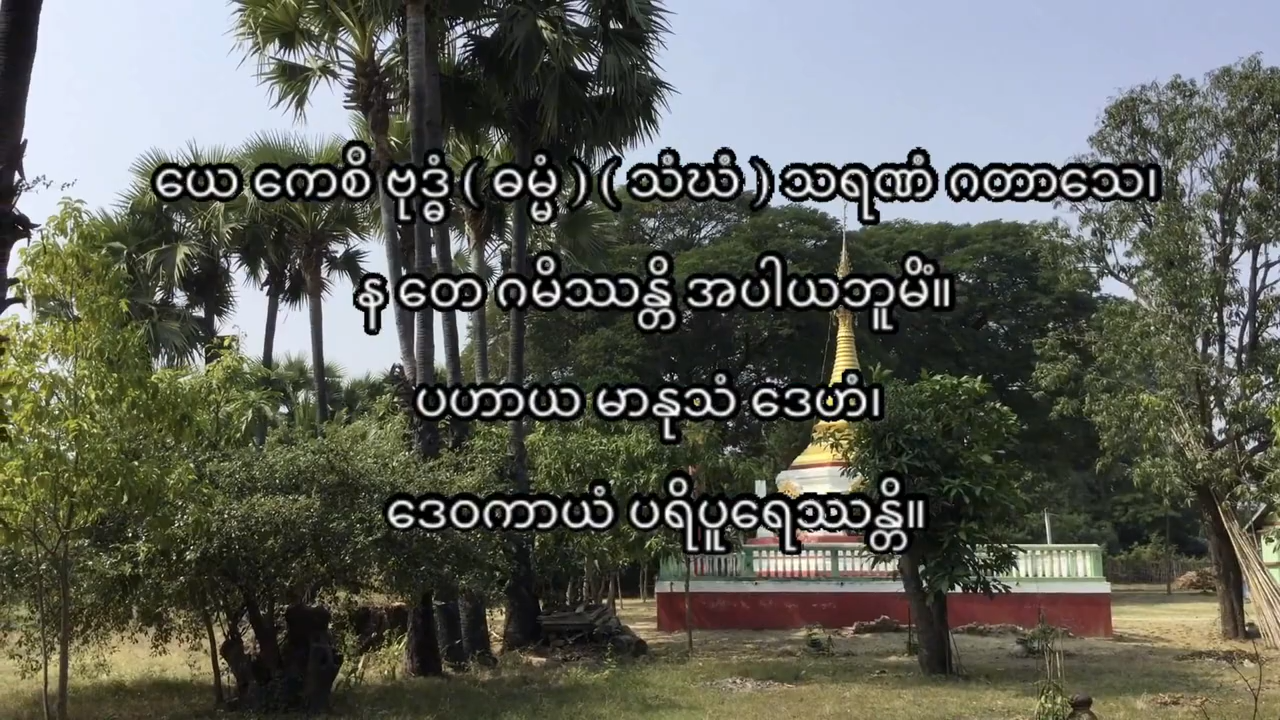 ယေ ကေစိ ဗုဒ္ဓံ ( ဓမ္မံ ) ( သံဃံ ) သရဏံ ဂတာသေ၊
န တေ ဂမိဿန္တိ အပါယဘူမိံ။
ပဟာယ မာနုသံ ဒေဟံ၊
ဒေဝကာယံ ပရိပူရေဿန္တိ။